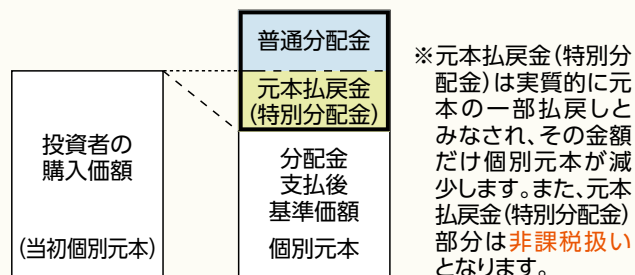 投資者の
購入価額
(当初個別元本)
普通分配金
元本払戻金
(特別分配金)
分配金
支払後
基準価額
個別元本
※元本払戻金(特別分
配金)は実質的に元
本の一部払戻しと
みなされ、その金額
だけ個別元本が減
少します。また、元本
払戻金(特別分配金)
部分は非課税扱い
となります。